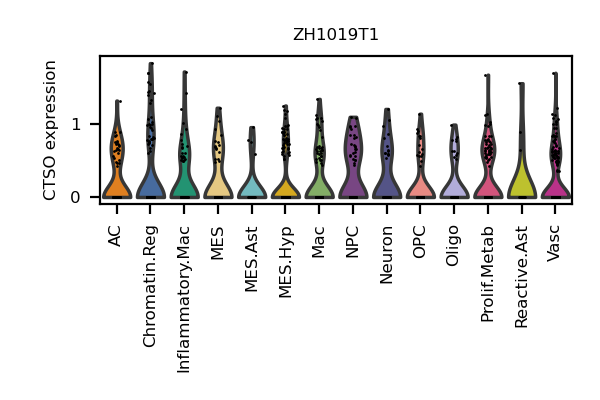 ZH1019T1
CTSO expression
1
0
AC
Chromatin.Reg
Inflammatory.Mac
MES
MES.Ast
MES.Hyp
Mac
NPC
Neuron
OPC
Oligo
Prolif.Metab
Reactive.Ast
Vasc